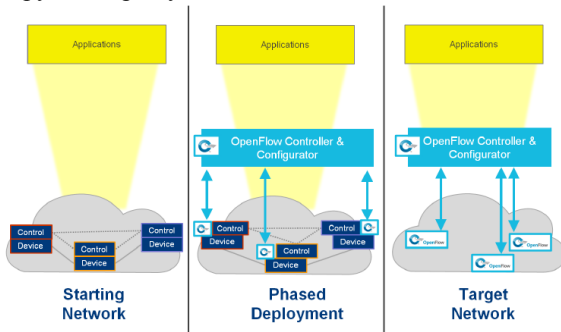 Applications
Control
Device
Control
Device
Control
Device
Starting
Network
Applications
OpenFlow Controller &
Configurator
Control
Device
Control
Device
Control
Device
Phased
Deployment
Applications
OpenFlow Controller &
Configurator
OpenFlow
OpenFlow
OpenFlow
Target
Network